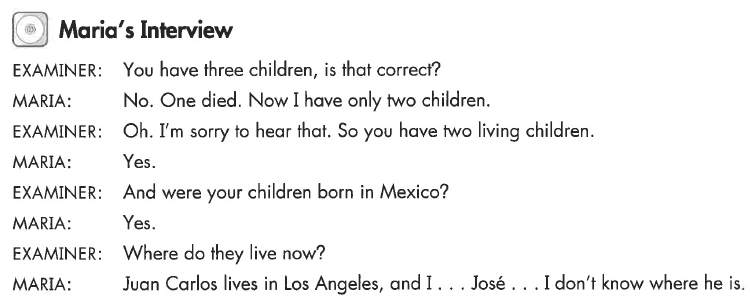 Maria's Interview
EXAMINER: You have three children, is that correct?
MARIA: No. One died. Now I have only two children.
EXAMINER: Oh. I'm sorry to hear that. So you have two living children.
MARIA: Yes.
EXAMINER: And were your children born in Mexico?
MARIA: Yes.
EXAMINER: Where do they live now?
MARIA: Juan Carlos lives in Los Angeles, and I . . . José . . . I don't know where he is.